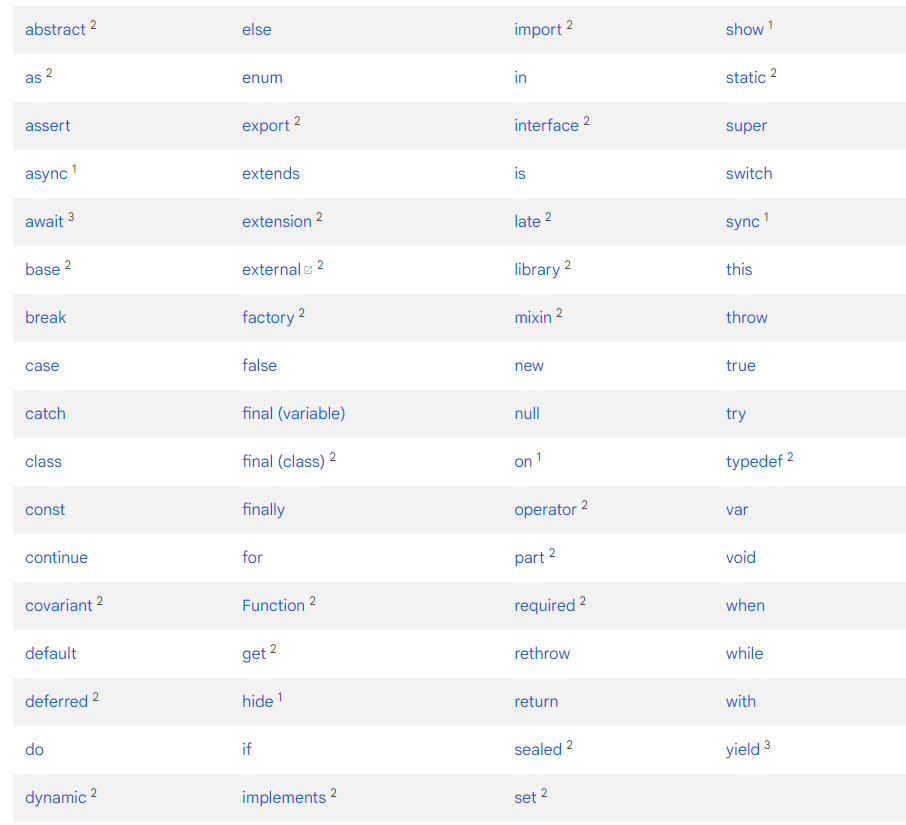 abstract 2 else import 2 show 1
as 2 enum in static 2
assert export 2 interface 2 super
async 1 extends is switch
await 3 extension 2 late 2 sync 1
base 2 external 2 library 2 this
break factory 2 mixin 2 throw
case false new true
catch final (variable) null try
class final (class) 2 on 1 typedef 2
const finally operator 2 var
continue for part 2 void
covariant 2 Function 2 required 2 when
default get 2 rethrow while
deferred 2 hide 1 return with
do if sealed 2 yield 3
dynamic 2 implements 2 set 2